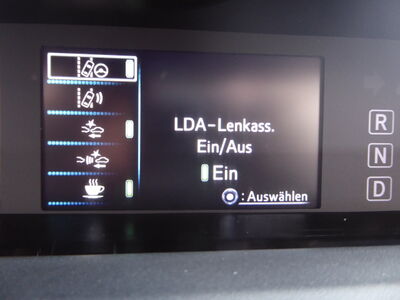 LDA-Lenkass.
Ein/Aus
Ein
: Auswählen
R
N
D